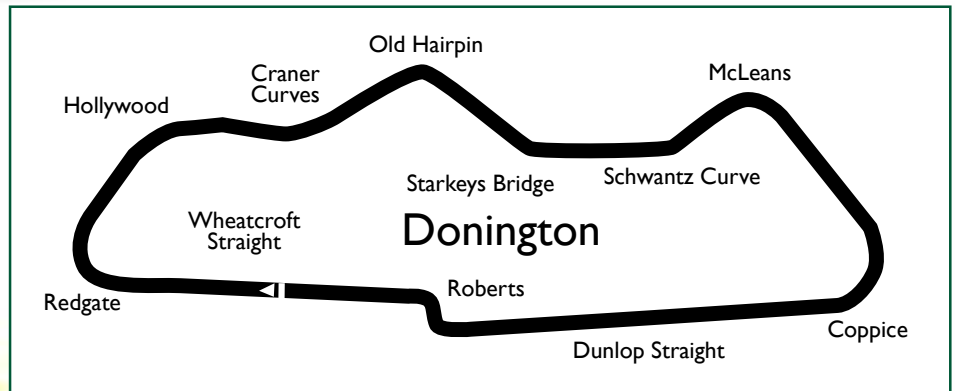 Old Hairpin
Craner
Curves
McLeans
Hollywood
Starkeys Bridge
Schwantz Curve
Wheatcroft
Straight
Donington
Redgate
Roberts
Coppice
Dunlop Straight